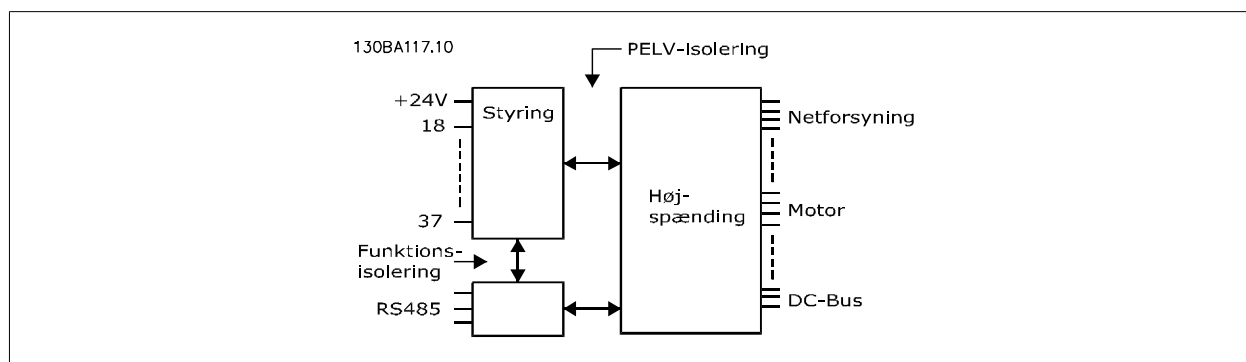 130BA117.10
PELV-isolering
+24V
Styring
18
Netforsyning
Høj-
spænding
37
Motor
Funktions-
isolering
RS485
DC-Bus